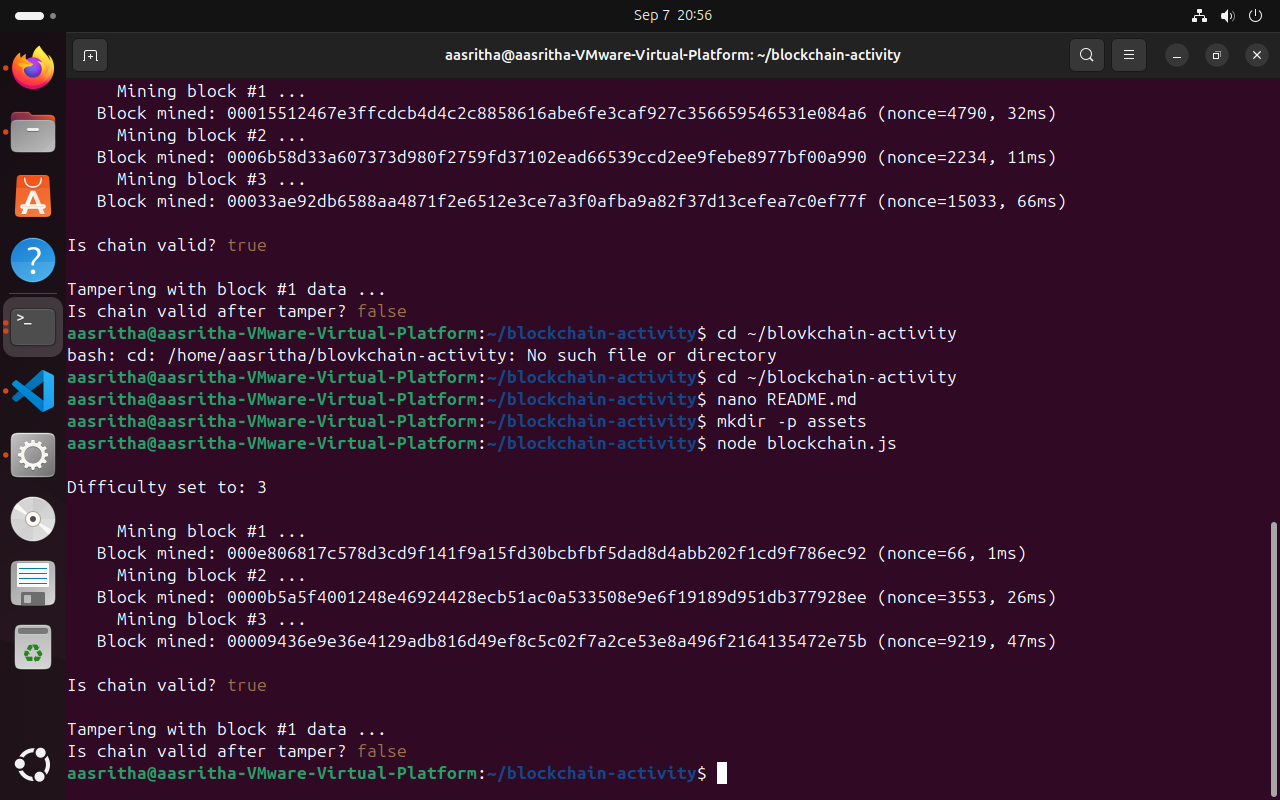 Sep 7 20:56
aasritha@aasritha-VMware-Virtual-Platform: ~/blockchain-activity
Mining block #1 ...
Block mined: 00015512467e3ffcdcb4d4c2c8858616abe6fe3caf927c356659546531e084a6 (nonce=4790, 32ms)
Mining block #2 ...
Block mined: 0006b58d33a607373d980f2759fd37102ead66539ccd2ee9febe8977bf00a990 (nonce=2234, 11ms)
Mining block #3 ...
Block mined: 00033ae92db6588aa4871f2e6512e3ce7a3f0afba9a82f37d13cefea7c0ef77f (nonce=15033, 66ms)
Is chain valid? true
Tampering with block #1 data ...
Is chain valid after tamper? false
aasritha@aasritha-VMware-Virtual-Platform:~/blockchain-activity$ cd ~/blovkchain-activity
bash: cd: /home/aasritha/blovkchain-activity: No such file or directory
aasritha@aasritha-VMware-Virtual-Platform:~/blockchain-activity$ cd ~/blockchain-activity
aasritha@aasritha-VMware-Virtual-Platform:~/blockchain-activity$ nano README.md
aasritha@aasritha-VMware-Virtual-Platform:~/blockchain-activity$ mkdir -p assets
aasritha@aasritha-VMware-Virtual-Platform:~/blockchain-activity$ node blockchain.js
Difficulty set to: 3
Mining block #1 ...
Block mined: 000e806817c578d3cd9f141f9a15fd30bcbfbf5dad8d4abb202f1cd9f786ec92 (nonce=66, 1ms)
Mining block #2 ...
Block mined: 0000b5a5f4001248e46924428ecb51ac0a533508e9e6f19189d951db377928ee (nonce=3553, 26ms)
Mining block #3 ...
Block mined: 00009436e9e36e4129adb816d49ef8c5c02f7a2ce53e8a496f2164135472e75b (nonce=9219, 47ms)
Is chain valid? true
Tampering with block #1 data ...
Is chain valid after tamper? false
aasritha@aasritha-VMware-Virtual-Platform:~/blockchain-activity$